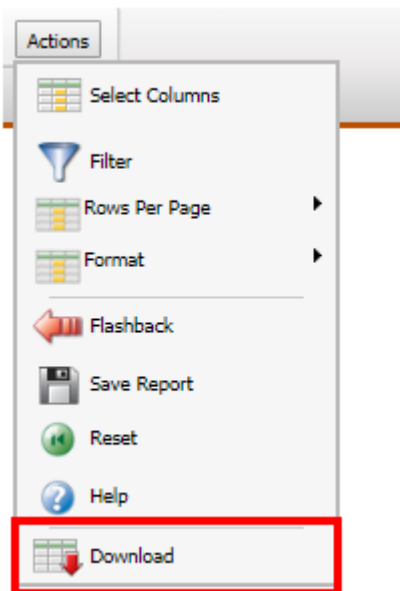 Actions
Select Columns
Filter
Rows Per Page
Format
Flashback
Save Report
Reset
Help
Download